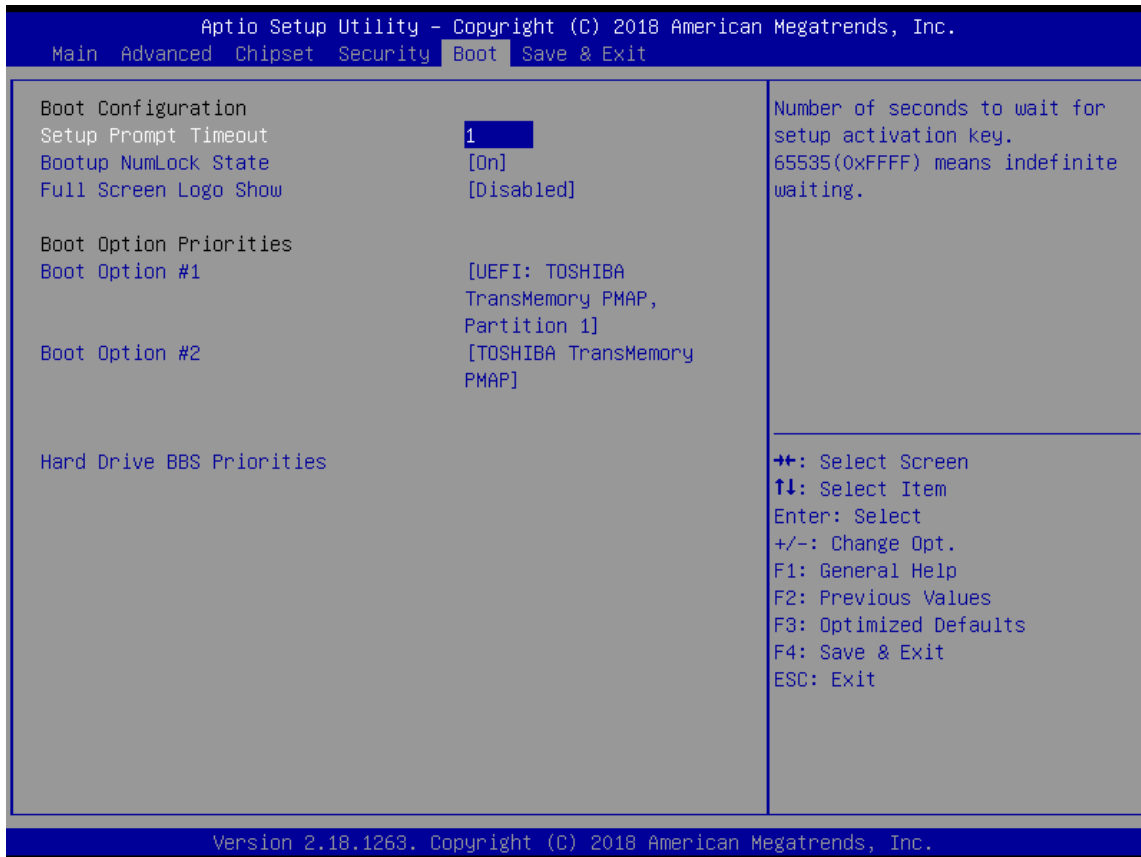 Aptio Setup Utility – Copyright (C) 2018 American Megatrends, Inc.
Main Advanced Chipset Security Boot Save & Exit
Boot Configuration
Setup Prompt Timeout 1
Bootup NumLock State [On]
Full Screen Logo Show [Disabled]
Boot Option Priorities
Boot Option #1 [UEFI: TOSHIBA
TransMemory PMAP,
Partition 1]
Boot Option #2 [TOSHIBA TransMemory
PMAP]
Hard Drive BBS Priorities
Number of seconds to wait for
setup activation key.
65535(0xFFFF) means indefinite
waiting.
→←: Select Screen
↑↓: Select Item
Enter: Select
+/-: Change Opt.
F1: General Help
F2: Previous Values
F3: Optimized Defaults
F4: Save & Exit
ESC: Exit
Version 2.18.1263. Copyright (C) 2018 American Megatrends, Inc.